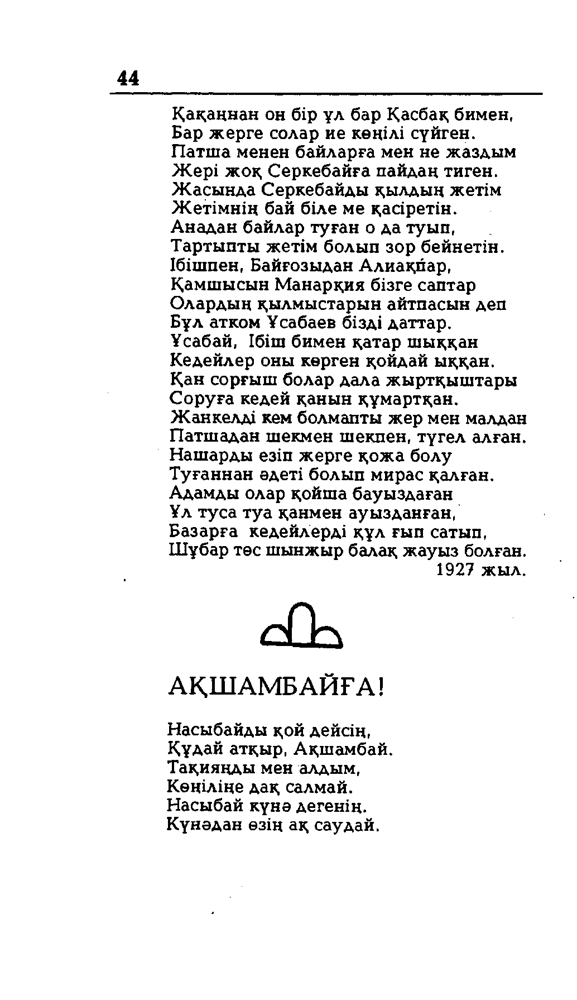 44
Қақаңнан он бір ұл бар Қасбақ бимен,
Бар жерге солар ие көңілі сүйген.
Патша менен байларға мен не жаздым
Жері жоқ Серкебайға пайдаң тиген.
Жасында Серкебайды қылдың жетім
Жетімнің бай біле ме қасіретін.
Анадан байлар туған о да туып,
Тартыпты жетім болып зор бейнетін.
Ібішпен, Байғозыдан Алиақпар,
Қамшысын Манарқия бізге саптар
Олардың қылмыстарын айтпасын деп
Бұл атком Ұсабаев бізді даттар.
Ұсабай, Ібіш бимен қатар шыққан
Кедейлер оны көрген қойдай ыққан.
Қан сорғыш болар дала жыртқыштары
Соруға кедей қанын құмартқан.
Жанкелді кем болмапты жер мен малдан
Патшадан шекмен шекпен, түгел алған.
Нашарды езіп жерге қожа болу
Туғаннан әдеті болып мирас қалған.
Адамды олар қойша бауыздаған
Ұл туса туа қанмен ауызданған,
Базарға кедейлерді құл ғып сатып,
Шұбар төс шынжыр балақ жауыз болған.
1927 жыл.
АҚШАМБАЙҒА!
Насыбайды қой дейсің,
Құдай атқыр, Ақшамбай.
Тақияңды мен алдым,
Көңіліңе дақ салмай.
Насыбай күнә дегенің.
Күнәдан өзің ақ саудай.